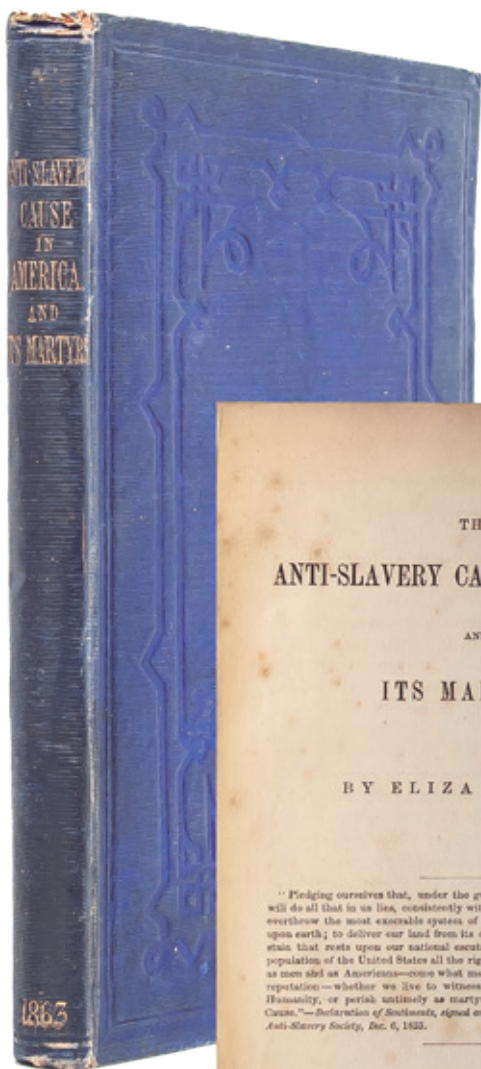 ANTI-SLAVERY
CAUSE
IN
AMERICA
AND
ITS MARTYRS
1863
TH
ANTI-SLAVERY CA
AN
ITS MA
BY ELIZA
"Pledging ourselves that, under the g
will do all that in us lies, consistently wit
overthrow the most execrable system of
upon earth; to deliver our land from its
stain that rests upon our national escut
population of the United States all the rig
as men and as Americans—come what ma
reputation—whether we live to witness
Humanity, or perish untimely as marty
Cause."—Declaration of Sentiments, signed a
Anti-Slavery Society, Dec. 6, 1833.